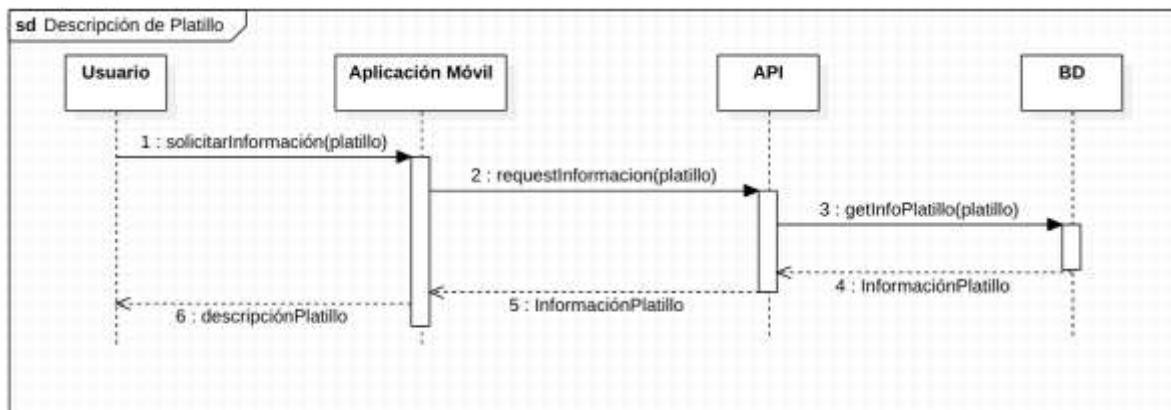 sd Descripción de Platillo
Usuario
Aplicación Móvil
API
BD
1 : solicitarInformación(platillo)
2 : requestInformacion(platillo)
3 : getInfoPlatillo(platillo)
4 : InformaciónPlatillo
5 : InformaciónPlatillo
6 : descripciónPlatillo